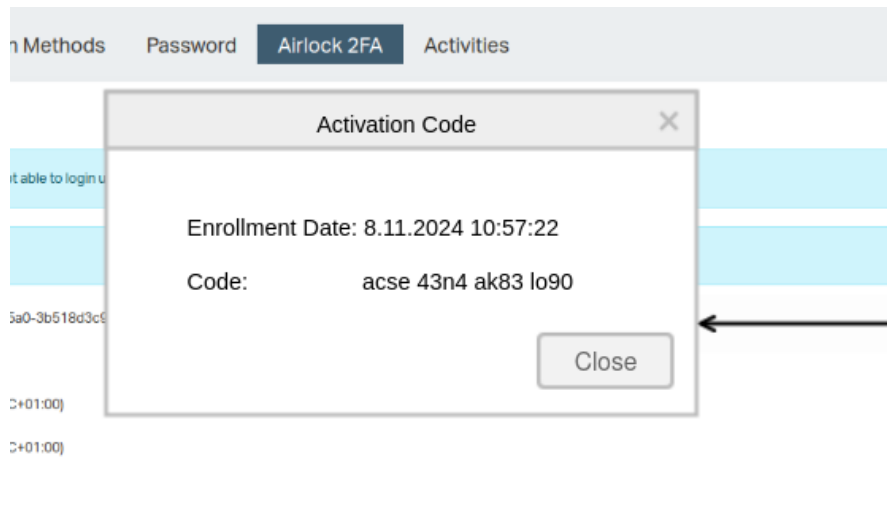 n Methods Password Airlock 2FA Activities
Activation Code ×
t able to login u
Enrollment Date: 8.11.2024 10:57:22
Code: acse 43n4 ak83 lo90
5a0-3b518d3c9
Close
C+01:00)
C+01:00)